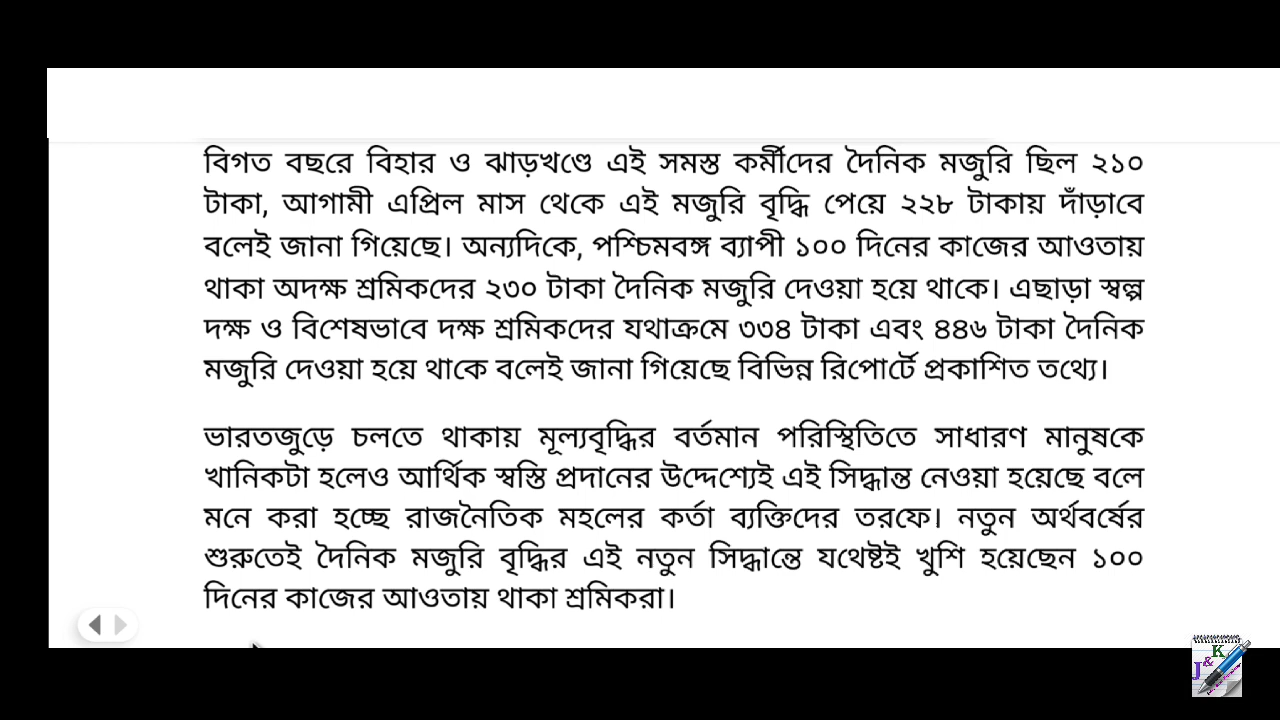 বিগত বছরে বিহার ও ঝাড়খণ্ডে এই সমস্ত কর্মীদের দৈনিক মজুরি ছিল ২১০
টাকা, আগামী এপ্রিল মাস থেকে এই মজুরি বৃদ্ধি পেয়ে ২২৮ টাকায় দাঁড়াবে
বলেই জানা গিয়েছে। অন্যদিকে, পশ্চিমবঙ্গ ব্যাপী ১০০ দিনের কাজের আওতায়
থাকা অদক্ষ শ্রমিকদের ২৩০ টাকা দৈনিক মজুরি দেওয়া হয়ে থাকে। এছাড়া স্বল্প
দক্ষ ও বিশেষভাবে দক্ষ শ্রমিকদের যথাক্রমে ৩৩৪ টাকা এবং ৪৪৬ টাকা দৈনিক
মজুরি দেওয়া হয়ে থাকে বলেই জানা গিয়েছে বিভিন্ন রিপোর্টে প্রকাশিত তথ্যে।
ভারতজুড়ে চলতে থাকায় মূল্যবৃদ্ধির বর্তমান পরিস্থিতিতে সাধারণ মানুষকে
খানিকটা হলেও আর্থিক স্বস্তি প্রদানের উদ্দেশ্যেই এই সিদ্ধান্ত নেওয়া হয়েছে বলে
মনে করা হচ্ছে রাজনৈতিক মহলের কর্তা ব্যক্তিদের তরফে। নতুন অর্থবর্ষের
শুরুতেই দৈনিক মজুরি বৃদ্ধির এই নতুন সিদ্ধান্তে যথেষ্টই খুশি হয়েছেন ১০০
দিনের কাজের আওতায় থাকা শ্রমিকরা।
J&K